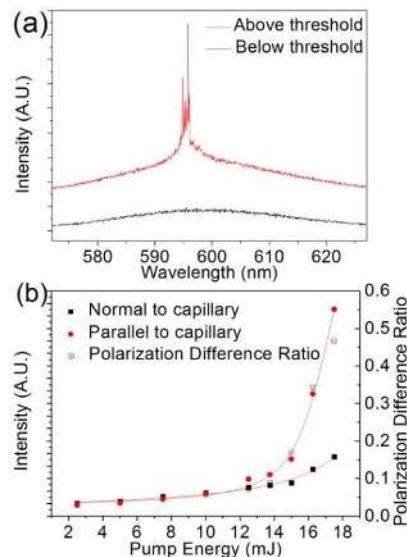 (a)
Above threshold
Below threshold
Intensity (A.U.)
580 590 600 610 620
Wavelength (nm)
(b)
Normal to capillary
Parallel to capillary
Polarization Difference Ratio
Intensity (A.U.)
0.6
0.5
0.4
0.3
0.2
0.1
0.0
Polarization Difference Ratio
2 4 6 8 10 12 14 16 18
Pump Energy (mJ)